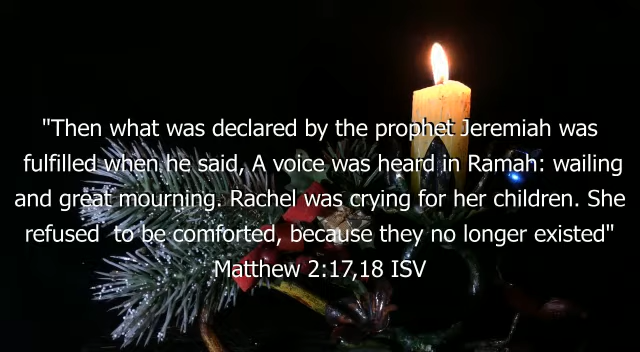 "Then what was declared by the prophet Jeremiah was
fulfilled when he said, A voice was heard in Ramah: wailing
and great mourning. Rachel was crying for her children. She
refused  to be comforted, because they no longer existed"
Matthew 2:17,18 ISV